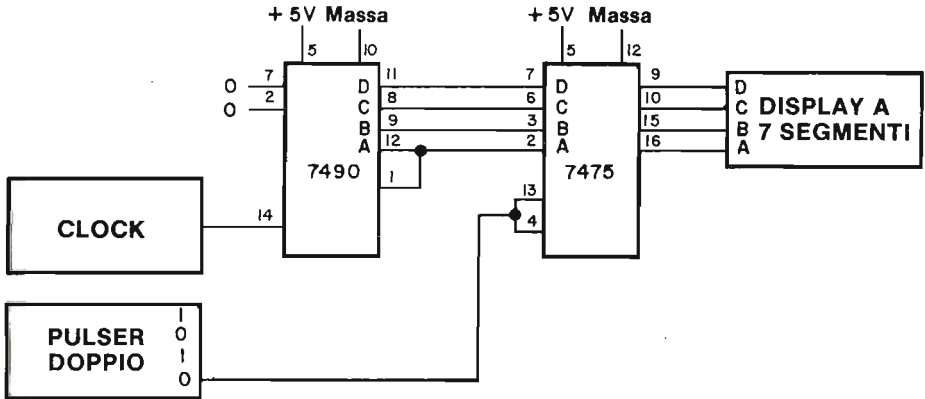 + 5V Massa
+ 5V Massa
5
10
5
12
7
11
7
9
0
D
D
D
2
8
6
10
0
C
C
C
DISPLAY A
9
3
15
B
B
B
7 SEGMENTI
12
2
16
A
A
A
7490
7475
1
13
4
14
CLOCK
PULSER
DOPPIO
1
0
1
0